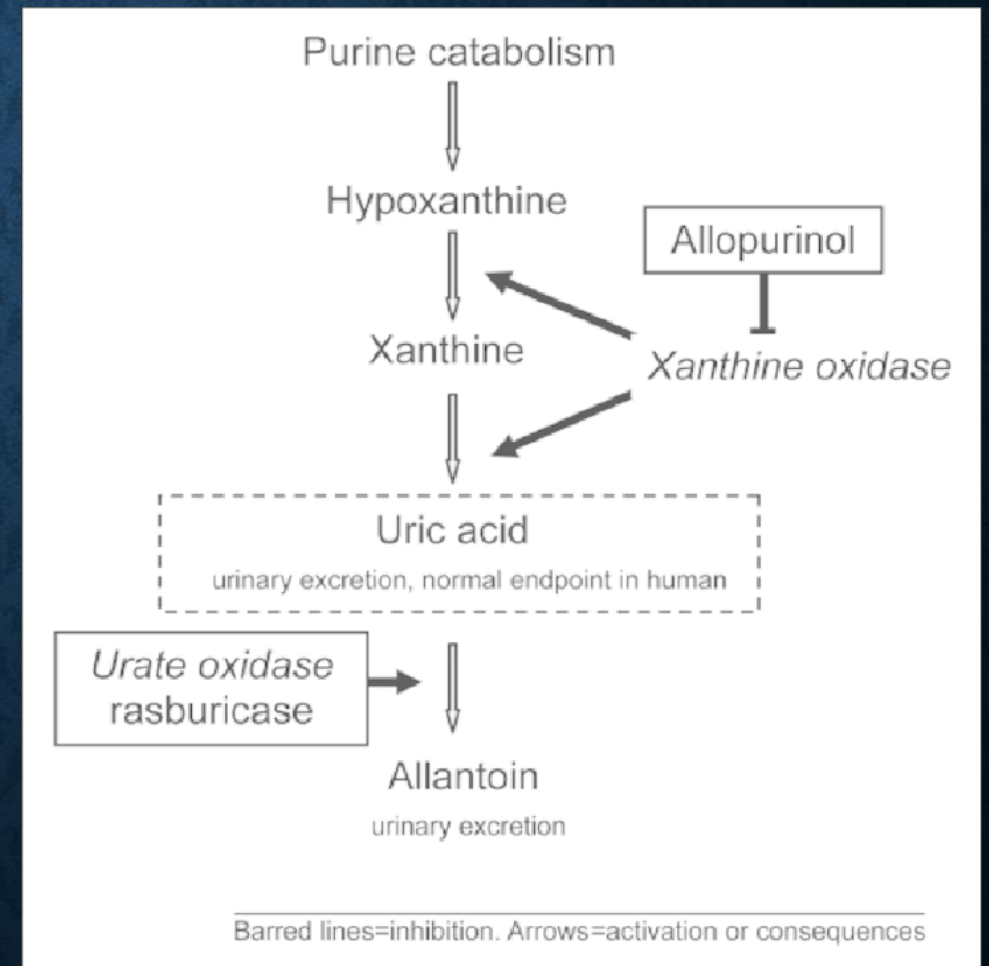 Purine catabolism
Hypoxanthine
Allopurinol
Xanthine
Xanthine oxidase
Uric acid
urinary excretion, normal endpoint in human
Urate oxidase
rasburicase
Allantoin
urinary excretion
Barred lines=inhibition. Arrows=activation or consequences